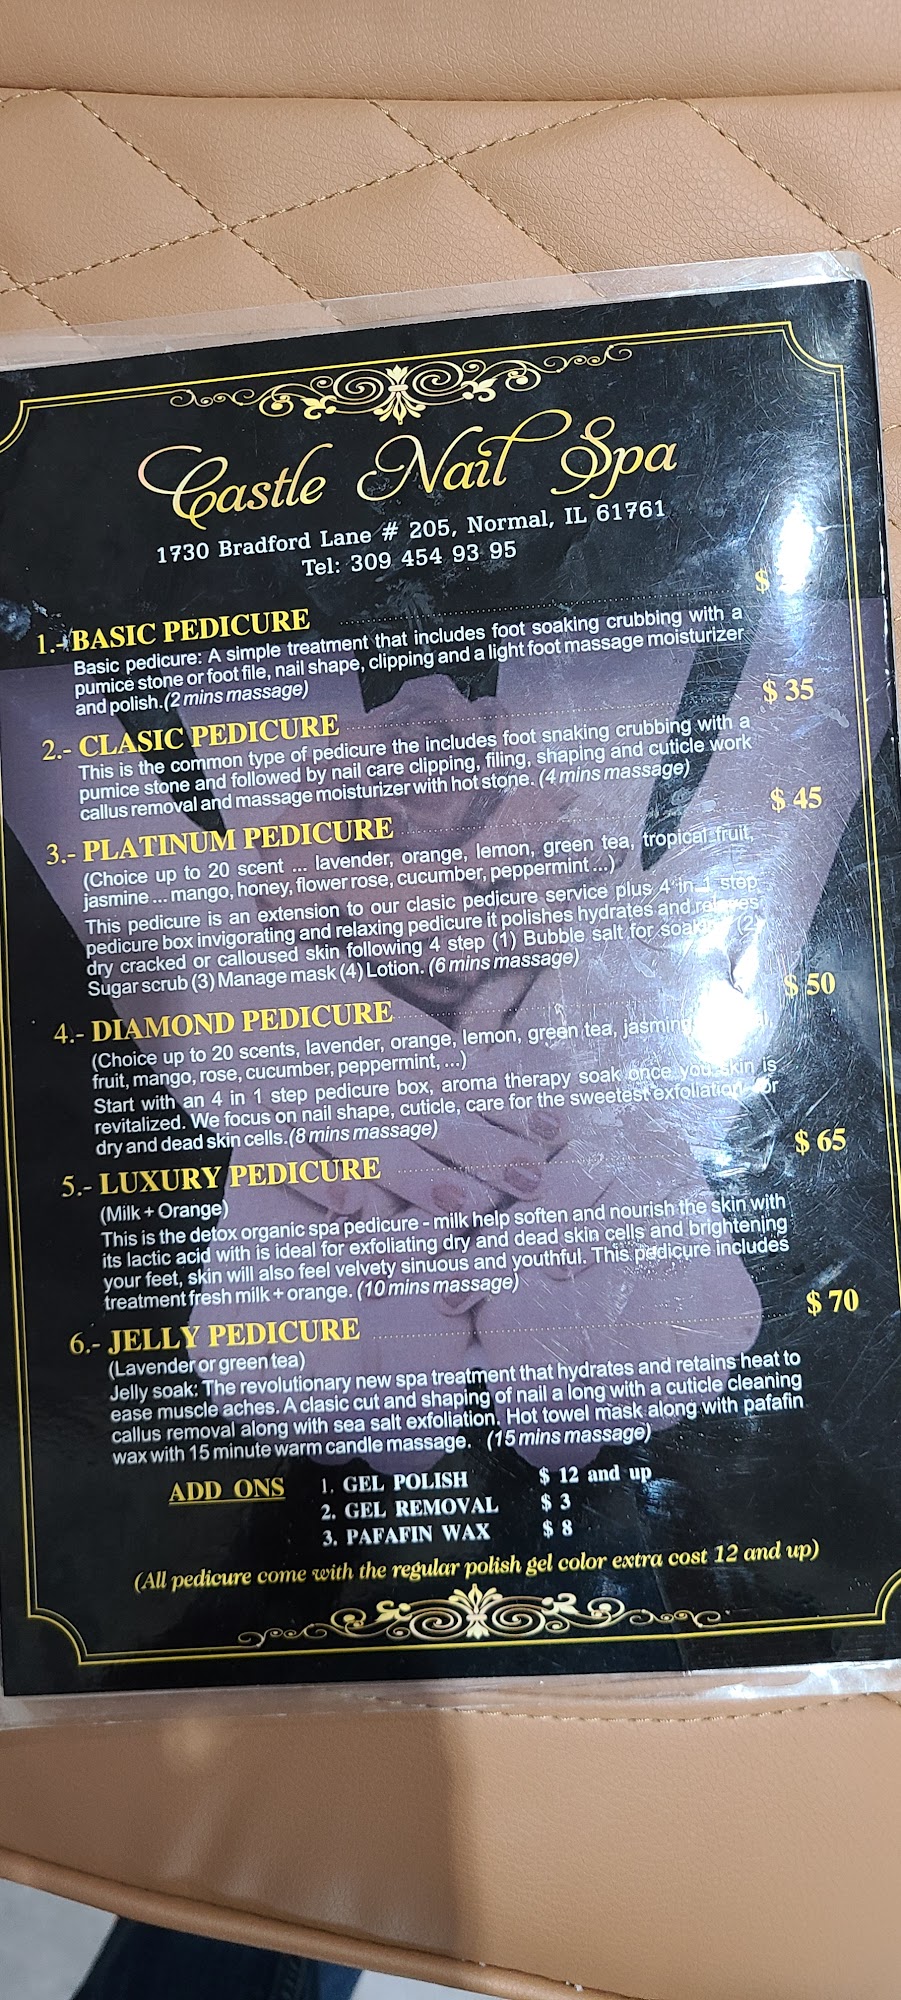 Castle Nail Spa
1730 Bradford Lane # 205, Normal, IL 61761
Tel: 309 454 93 95
1.- BASIC PEDICURE $
Basic pedicure: A simple treatment that includes foot soaking crubbing with a
pumice stone or foot file, nail shape, clipping and a light foot massage moisturizer
and polish.(2 mins massage)
2.- CLASIC PEDICURE $ 35
This is the common type of pedicure the includes foot snaking crubbing with a
pumice stone and followed by nail care clipping, filing, shaping and cuticle work
callus removal and massage moisturizer with hot stone. (4 mins massage)
3.- PLATINUM PEDICURE $ 45
(Choice up to 20 scent ... lavender, orange, lemon, green tea, tropical fruit,
jasmine ... mango, honey, flower rose, cucumber, peppermint ...)
This pedicure is an extension to our clasic pedicure service plus 4 in 1 step
pedicure box invigorating and relaxing pedicure it polishes hydrates and relieves
dry cracked or calloused skin following 4 step (1) Bubble salt for (2)
Sugar scrub (3) Manage mask (4) Lotion. (6 mins massage)
4.- DIAMOND PEDICURE $ 50
(Choice up to 20 scents, lavender, orange, lemon, green tea,
fruit, mango, rose, cucumber, peppermint, ...)
Start with an 4 in 1 step pedicure box, aroma therapy soak once you skin is
revitalized. We focus on nail shape, cuticle, care for the sweetest exfoliation for
dry and dead skin cells.(8 mins massage)
5.- LUXURY PEDICURE $ 65
(Milk + Orange)
This is the detox organic spa pedicure - milk help soften and nourish the skin with
its lactic acid with is ideal for exfoliating dry and dead skin cells and brightening
your feet, skin will also feel velvety sinuous and youthful. This pedicure includes
treatment fresh milk + orange. (10 mins massage)
6.- JELLY PEDICURE $ 70
(Lavender or green tea)
Jelly soak: The revolutionary new spa treatment that hydrates and retains heat to
ease muscle aches. A clasic cut and shaping of nail a long with a cuticle cleaning
callus removal along with sea salt exfoliation. Hot towel mask along with pafafin
wax with 15 minute warm candle massage. (15 mins massage)
ADD ONS 1. GEL POLISH $ 12 and up
2. GEL REMOVAL $ 3
3. PAFAFIN WAX $ 8
(All pedicure come with the regular polish gel color extra cost 12 and up)